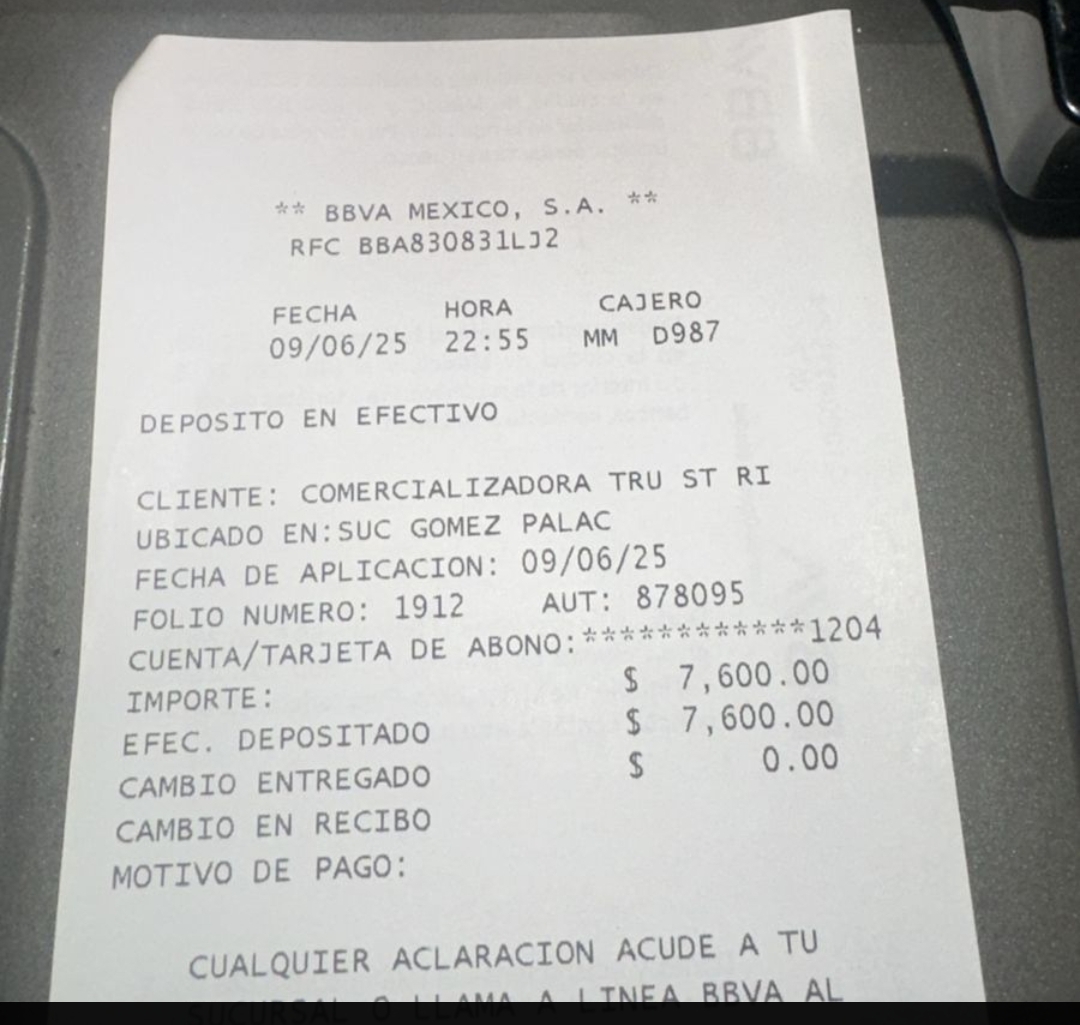 ** BBVA MEXICO, S.A. **
RFC BBA830831LJ2
FECHA HORA CAJERO
09/06/25 22:55 MM D987
DEPOSITO EN EFECTIVO
CLIENTE: COMERCIALIZADORA TRU ST RI
UBICADO EN:SUC GOMEZ PALAC
FECHA DE APLICACION: 09/06/25
FOLIO NUMERO: 1912 AUT: 878095
CUENTA/TARJETA DE ABONO:************1204
IMPORTE: $ 7,600.00
EFEC. DEPOSITADO $ 7,600.00
CAMBIO ENTREGADO $ 0.00
CAMBIO EN RECIBO
MOTIVO DE PAGO:
CUALQUIER ACLARACION ACUDE A TU
SUCURSAL O LLAMA A LINEA BBVA AL